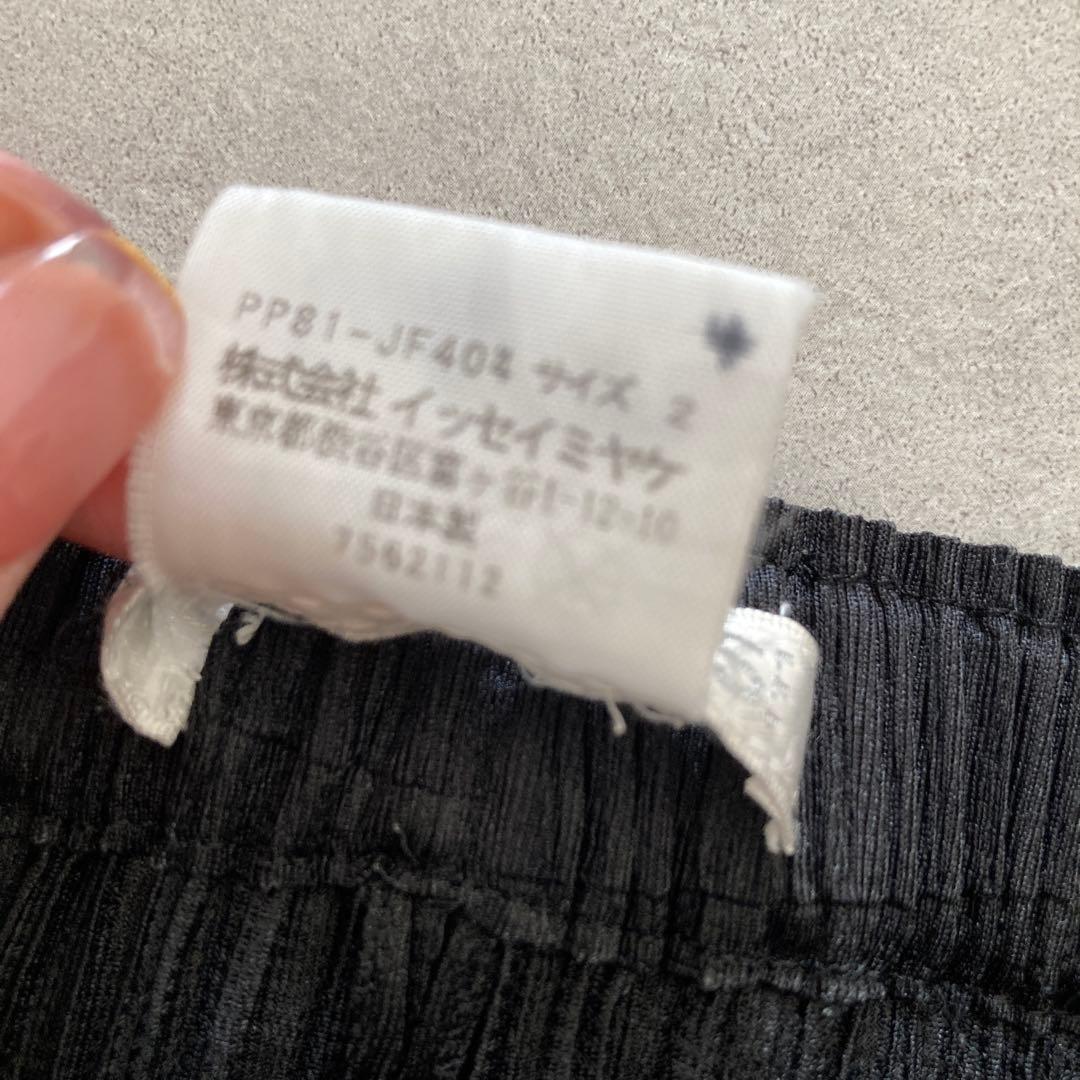 PP81-JF404 サイズ 2
株式会社 イッセイミヤケ
東京都渋谷区富ヶ谷1-12-10
日本製
7562112